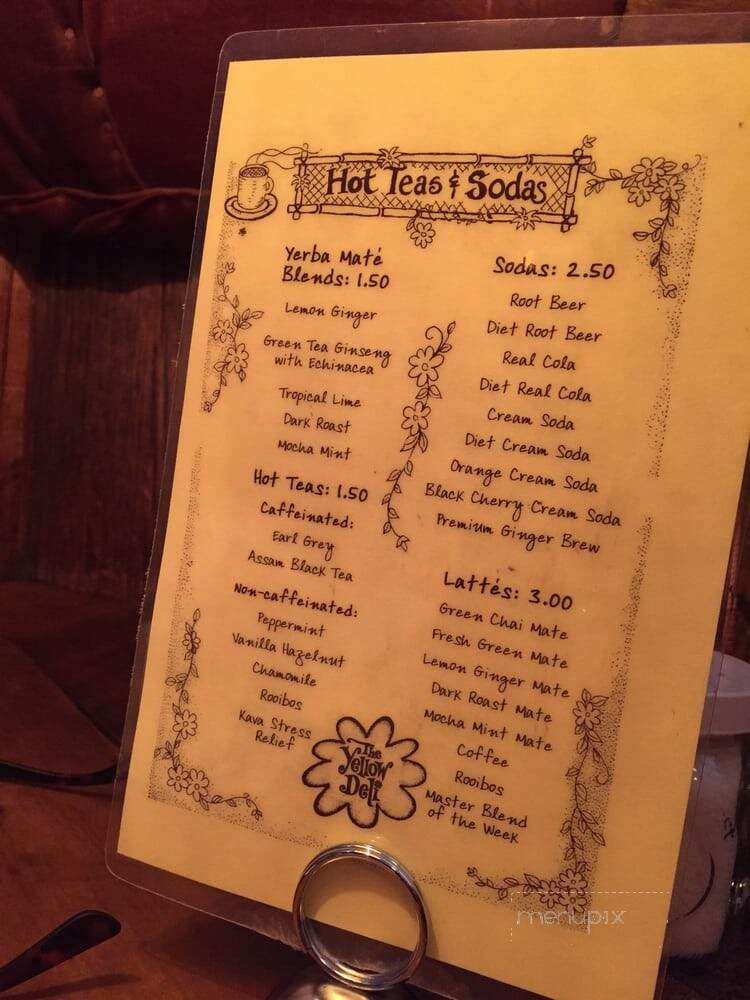 Hot Teas & Sodas
Yerba Maté
Blends: 1.50
Lemon Ginger
Green Tea Ginseng
with Echinacea
Tropical Lime
Dark Roast
Mocha Mint
Hot Teas: 1.50
Caffeinated:
Earl Grey
Assam Black Tea
Non-caffeinated:
Peppermint
Vanilla Hazelnut
Chamomile
Rooibos
Kava Stress
Relief
Sodas: 2.50
Root Beer
Diet Root Beer
Real Cola
Diet Real Cola
Cream Soda
Diet Cream Soda
Orange Cream Soda
Black Cherry Cream Soda
Premium Ginger Brew
Lattés: 3.00
Green Chai Mate
Fresh Green Mate
Lemon Ginger Mate
Dark Roast Mate
Mocha Mint Mate
Coffee
Rooibos
Master Blend
of the Week
The
Yellow
Deli
menupix